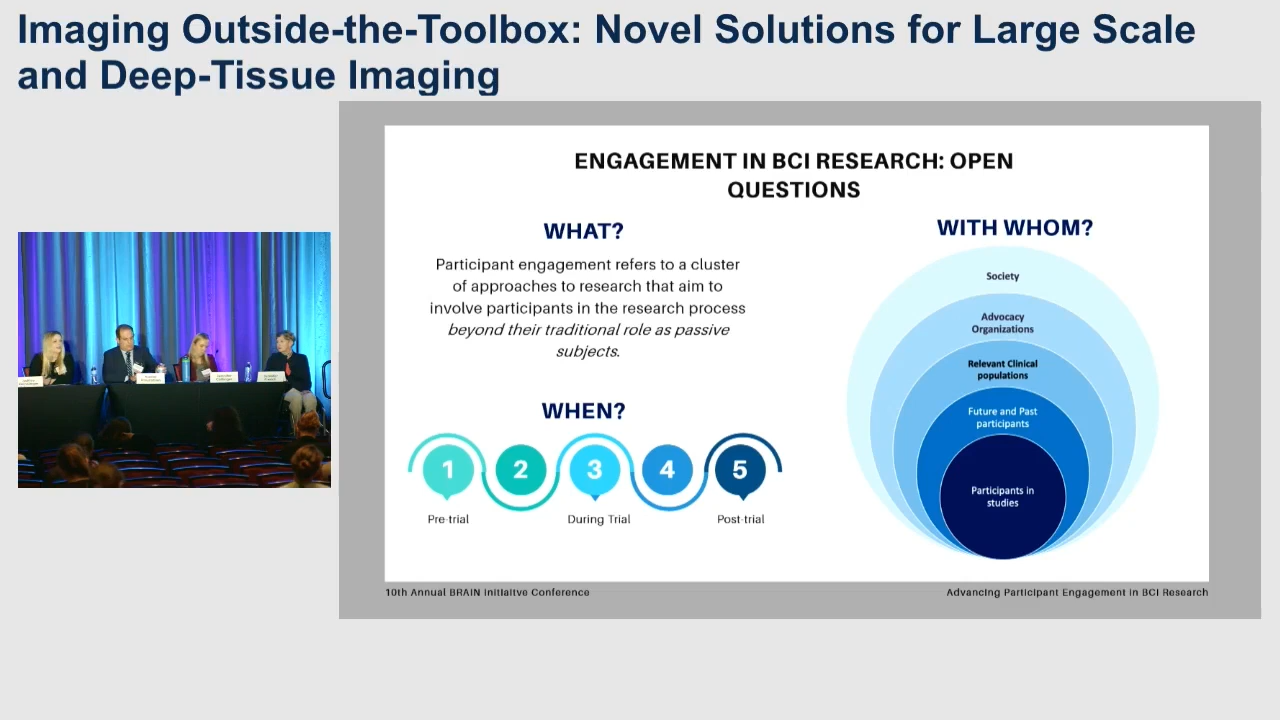 Imaging Outside-the-Toolbox: Novel Solutions for Large Scale
and Deep-Tissue Imaging
ENGAGEMENT IN BCI RESEARCH: OPEN
QUESTIONS
WHAT?
Participant engagement refers to a cluster
of approaches to research that aim to
involve participants in the research process
beyond their traditional role as passive
subjects.
WHEN?
1
2
3
4
5
Pre-trial
During Trial
Post-trial
WITH WHOM?
Society
Advocacy
Organizations
Relevant Clinical
populations
Future and Past
participants
Participants in
studies
10th Annual BRAIN Initiaitve Conference
Advancing Participant Engagement in BCI Research